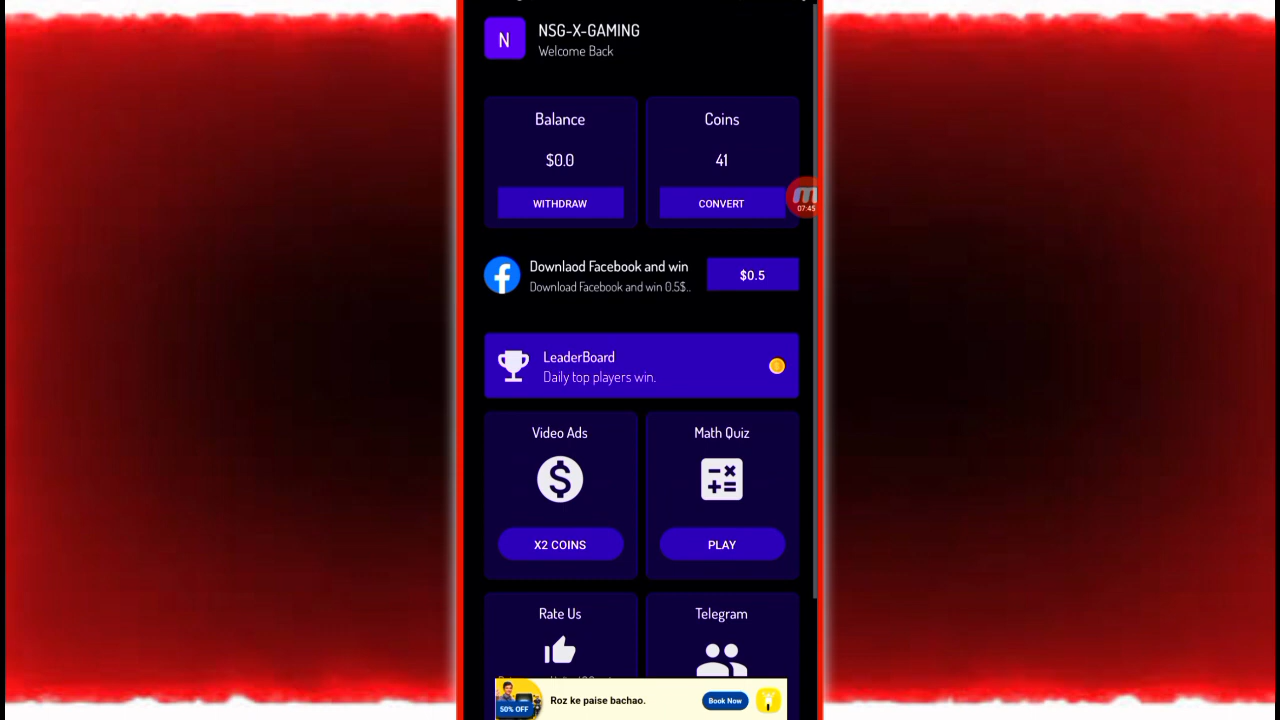 N
NSG-X-GAMING
Welcome Back
Balance
Coins
$0.0
41
WITHDRAW
CONVERT
07:45
Downlaod Facebook and win
Download Facebook and win 0.5$..
$0.5
LeaderBoard
Daily top players win.
Video Ads
Math Quiz
X2 COINS
PLAY
Rate Us
Telegram
50% OFF
Roz ke paise bachao.
Book Now